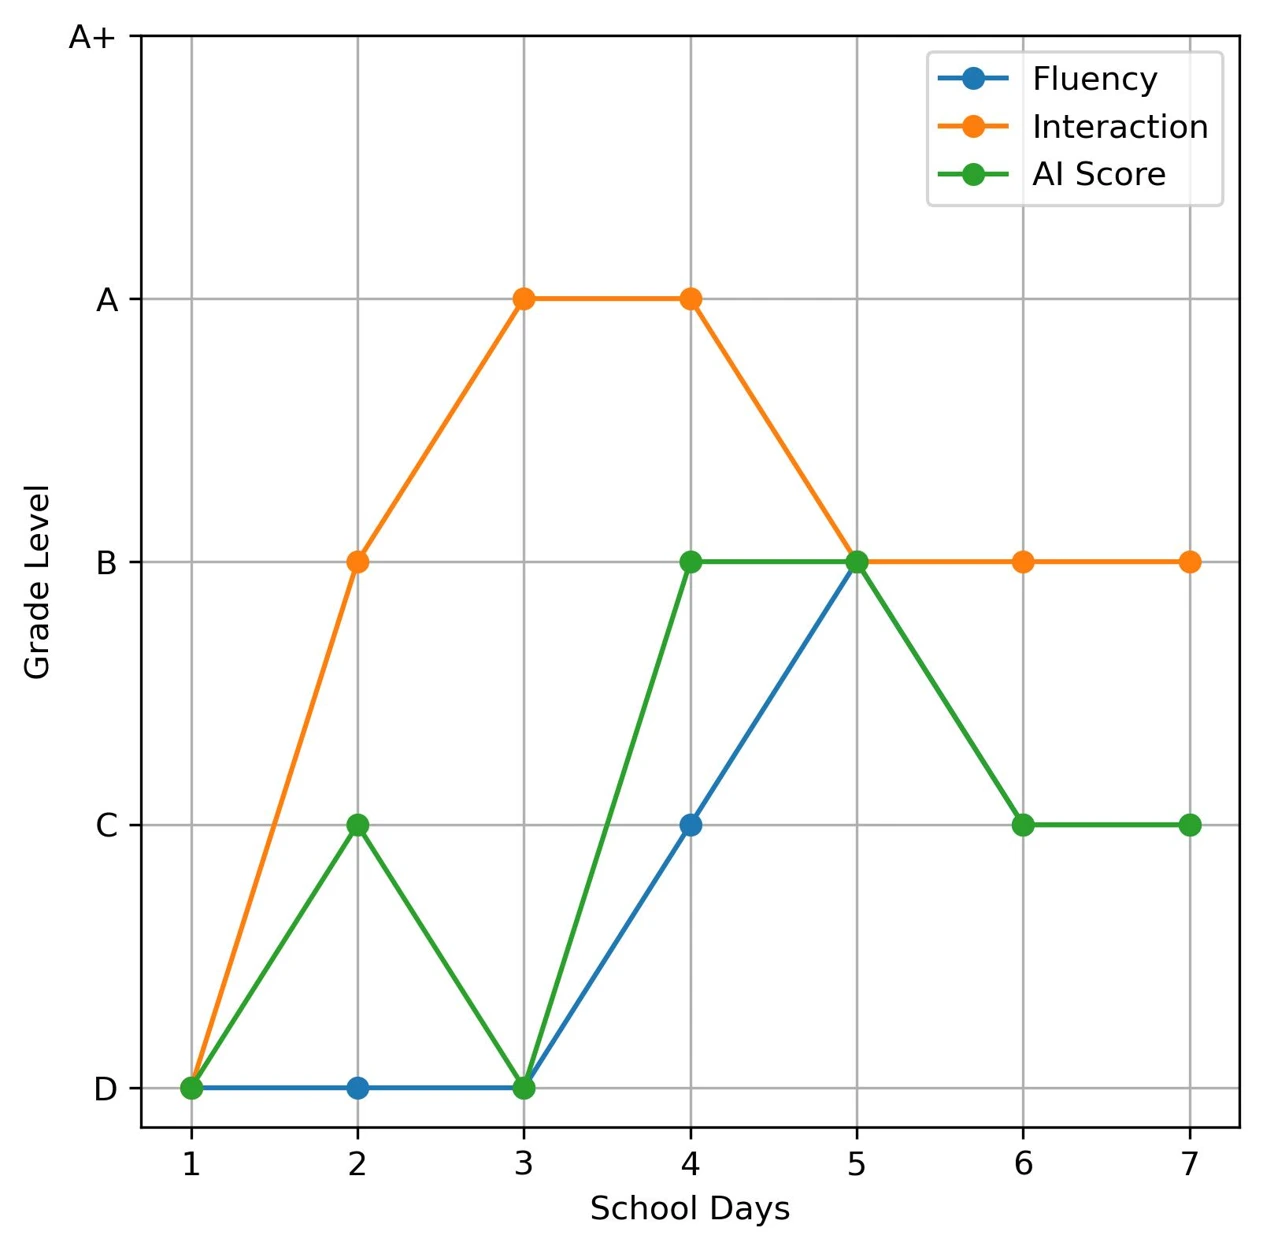 A+
A
B
C
D
Grade Level
Fluency
Interaction
AI Score
1 2 3 4 5 6 7
School Days